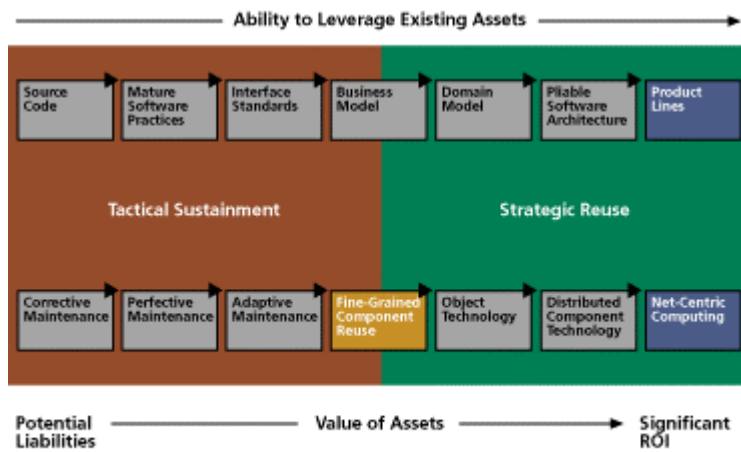 Ability to Leverage Existing Assets
Source
Code
Mature
Software
Practices
Interface
Standards
Business
Model
Domain
Model
Pliable
Software
Architecture
Product
Lines
Tactical Sustainment
Strategic Reuse
Corrective
Maintenance
Perfective
Maintenance
Adaptive
Maintenance
Fine-Grained
Component
Reuse
Object
Technology
Distributed
Component
Technology
Net-Centric
Computing
Potential
Liabilities
Value of Assets
Significant
ROI